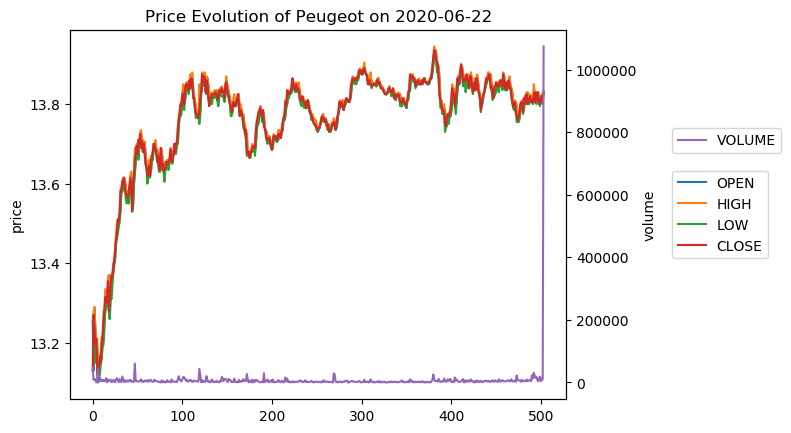 Price Evolution of Peugeot on 2020-06-22
price
13.8
13.6
13.4
13.2
0
100
200
300
400
500
1000000
800000
600000
400000
200000
0
volume
VOLUME
OPEN
HIGH
LOW
CLOSE